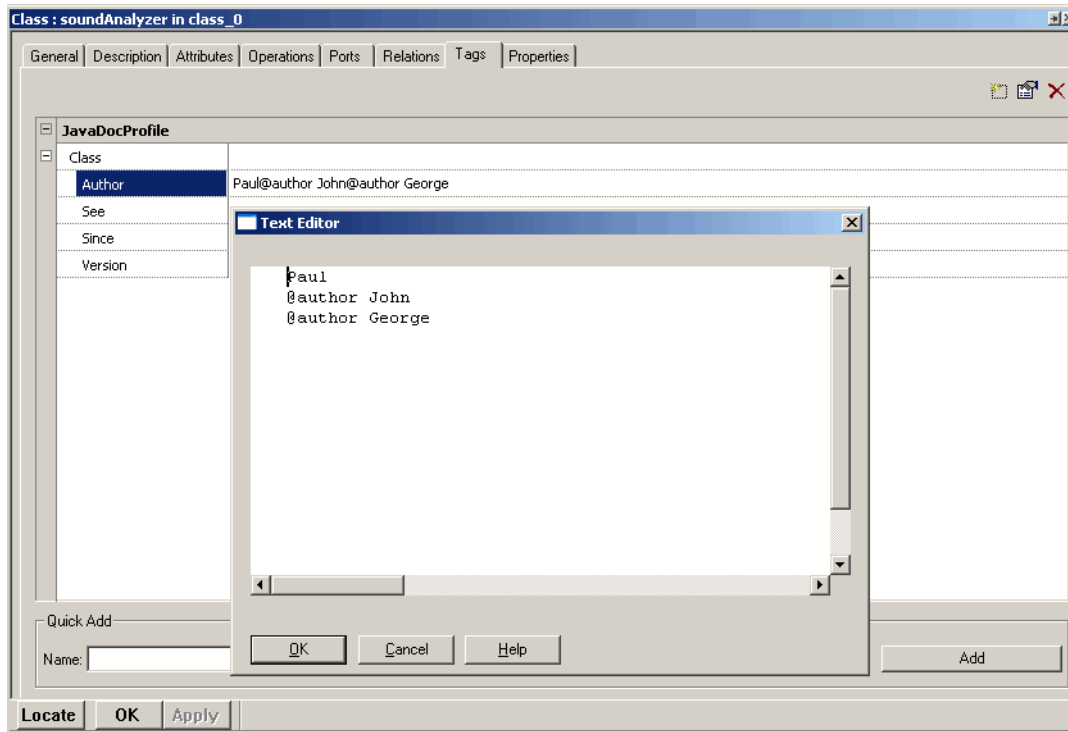 Class : soundAnalyzer in class_0
General Description Attributes Operations Ports Relations Tags Properties
JavaDocProfile
Class
Author Paul@author John@author George
See
Since
Version
Text Editor
Paul
@author John
@author George
OK Cancel Help
Quick Add
Name: Add
Locate OK Apply